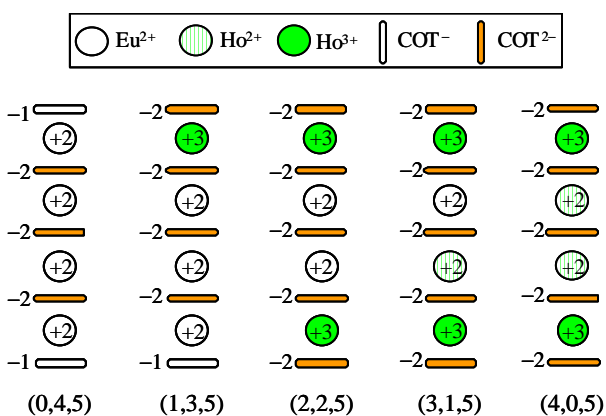 Eu²⁺ Ho²⁺ Ho³⁺ COT⁻ COT²⁻
−1 −2 −2 −2 −2
+2 +3 +3 +3 +3
−2 −2 −2 −2 −2
+2 +2 +2 +2 +2
−2 −2 −2 −2 −2
+2 +2 +2 +2 +2
−2 −2 −2 −2 −2
+2 +2 +3 +3 +3
−1 −1 −2 −2 −2
(0,4,5) (1,3,5) (2,2,5) (3,1,5) (4,0,5)